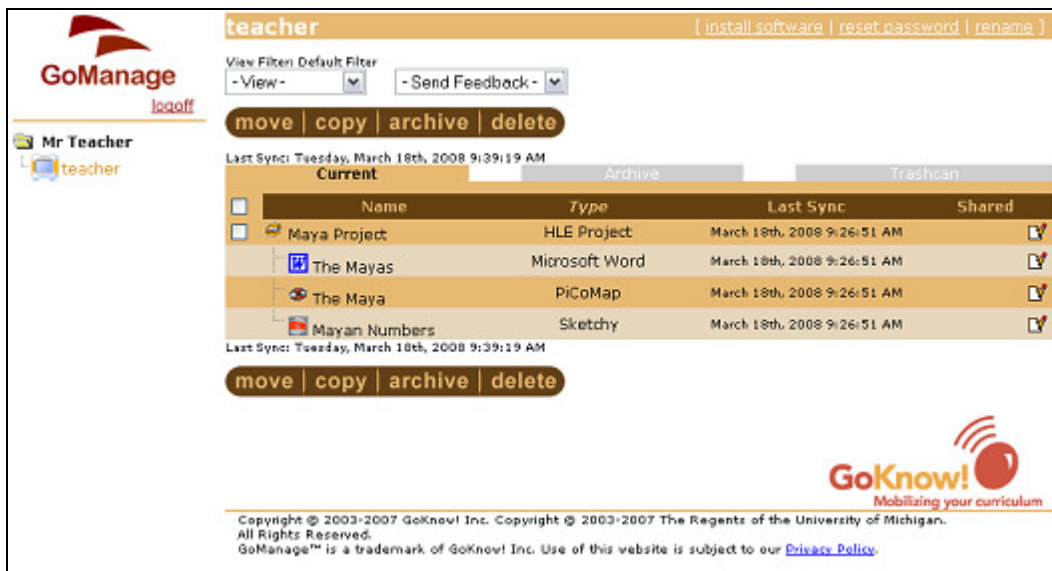 GoManage
logoff
Mr Teacher
teacher
teacher [ install software | reset password | rename ]
View Filter: Default Filter
- View - - Send Feedback -
move | copy | archive | delete
Last Sync: Tuesday, March 18th, 2008 9:39:19 AM
Current Archive Trashcan
Name Type Last Sync Shared
Maya Project HLE Project March 18th, 2008 9:26:51 AM
The Mayas Microsoft Word March 18th, 2008 9:26:51 AM
The Maya PiCoMap March 18th, 2008 9:26:51 AM
Mayan Numbers Sketchy March 18th, 2008 9:26:51 AM
Last Sync: Tuesday, March 18th, 2008 9:39:19 AM
move | copy | archive | delete
GoKnow!
Mobilizing your curriculum
Copyright © 2003-2007 GoKnow! Inc. Copyright © 2003-2007 The Regents of the University of Michigan.
All Rights Reserved.
GoManage™ is a trademark of GoKnow! Inc. Use of this website is subject to our Privacy Policy.